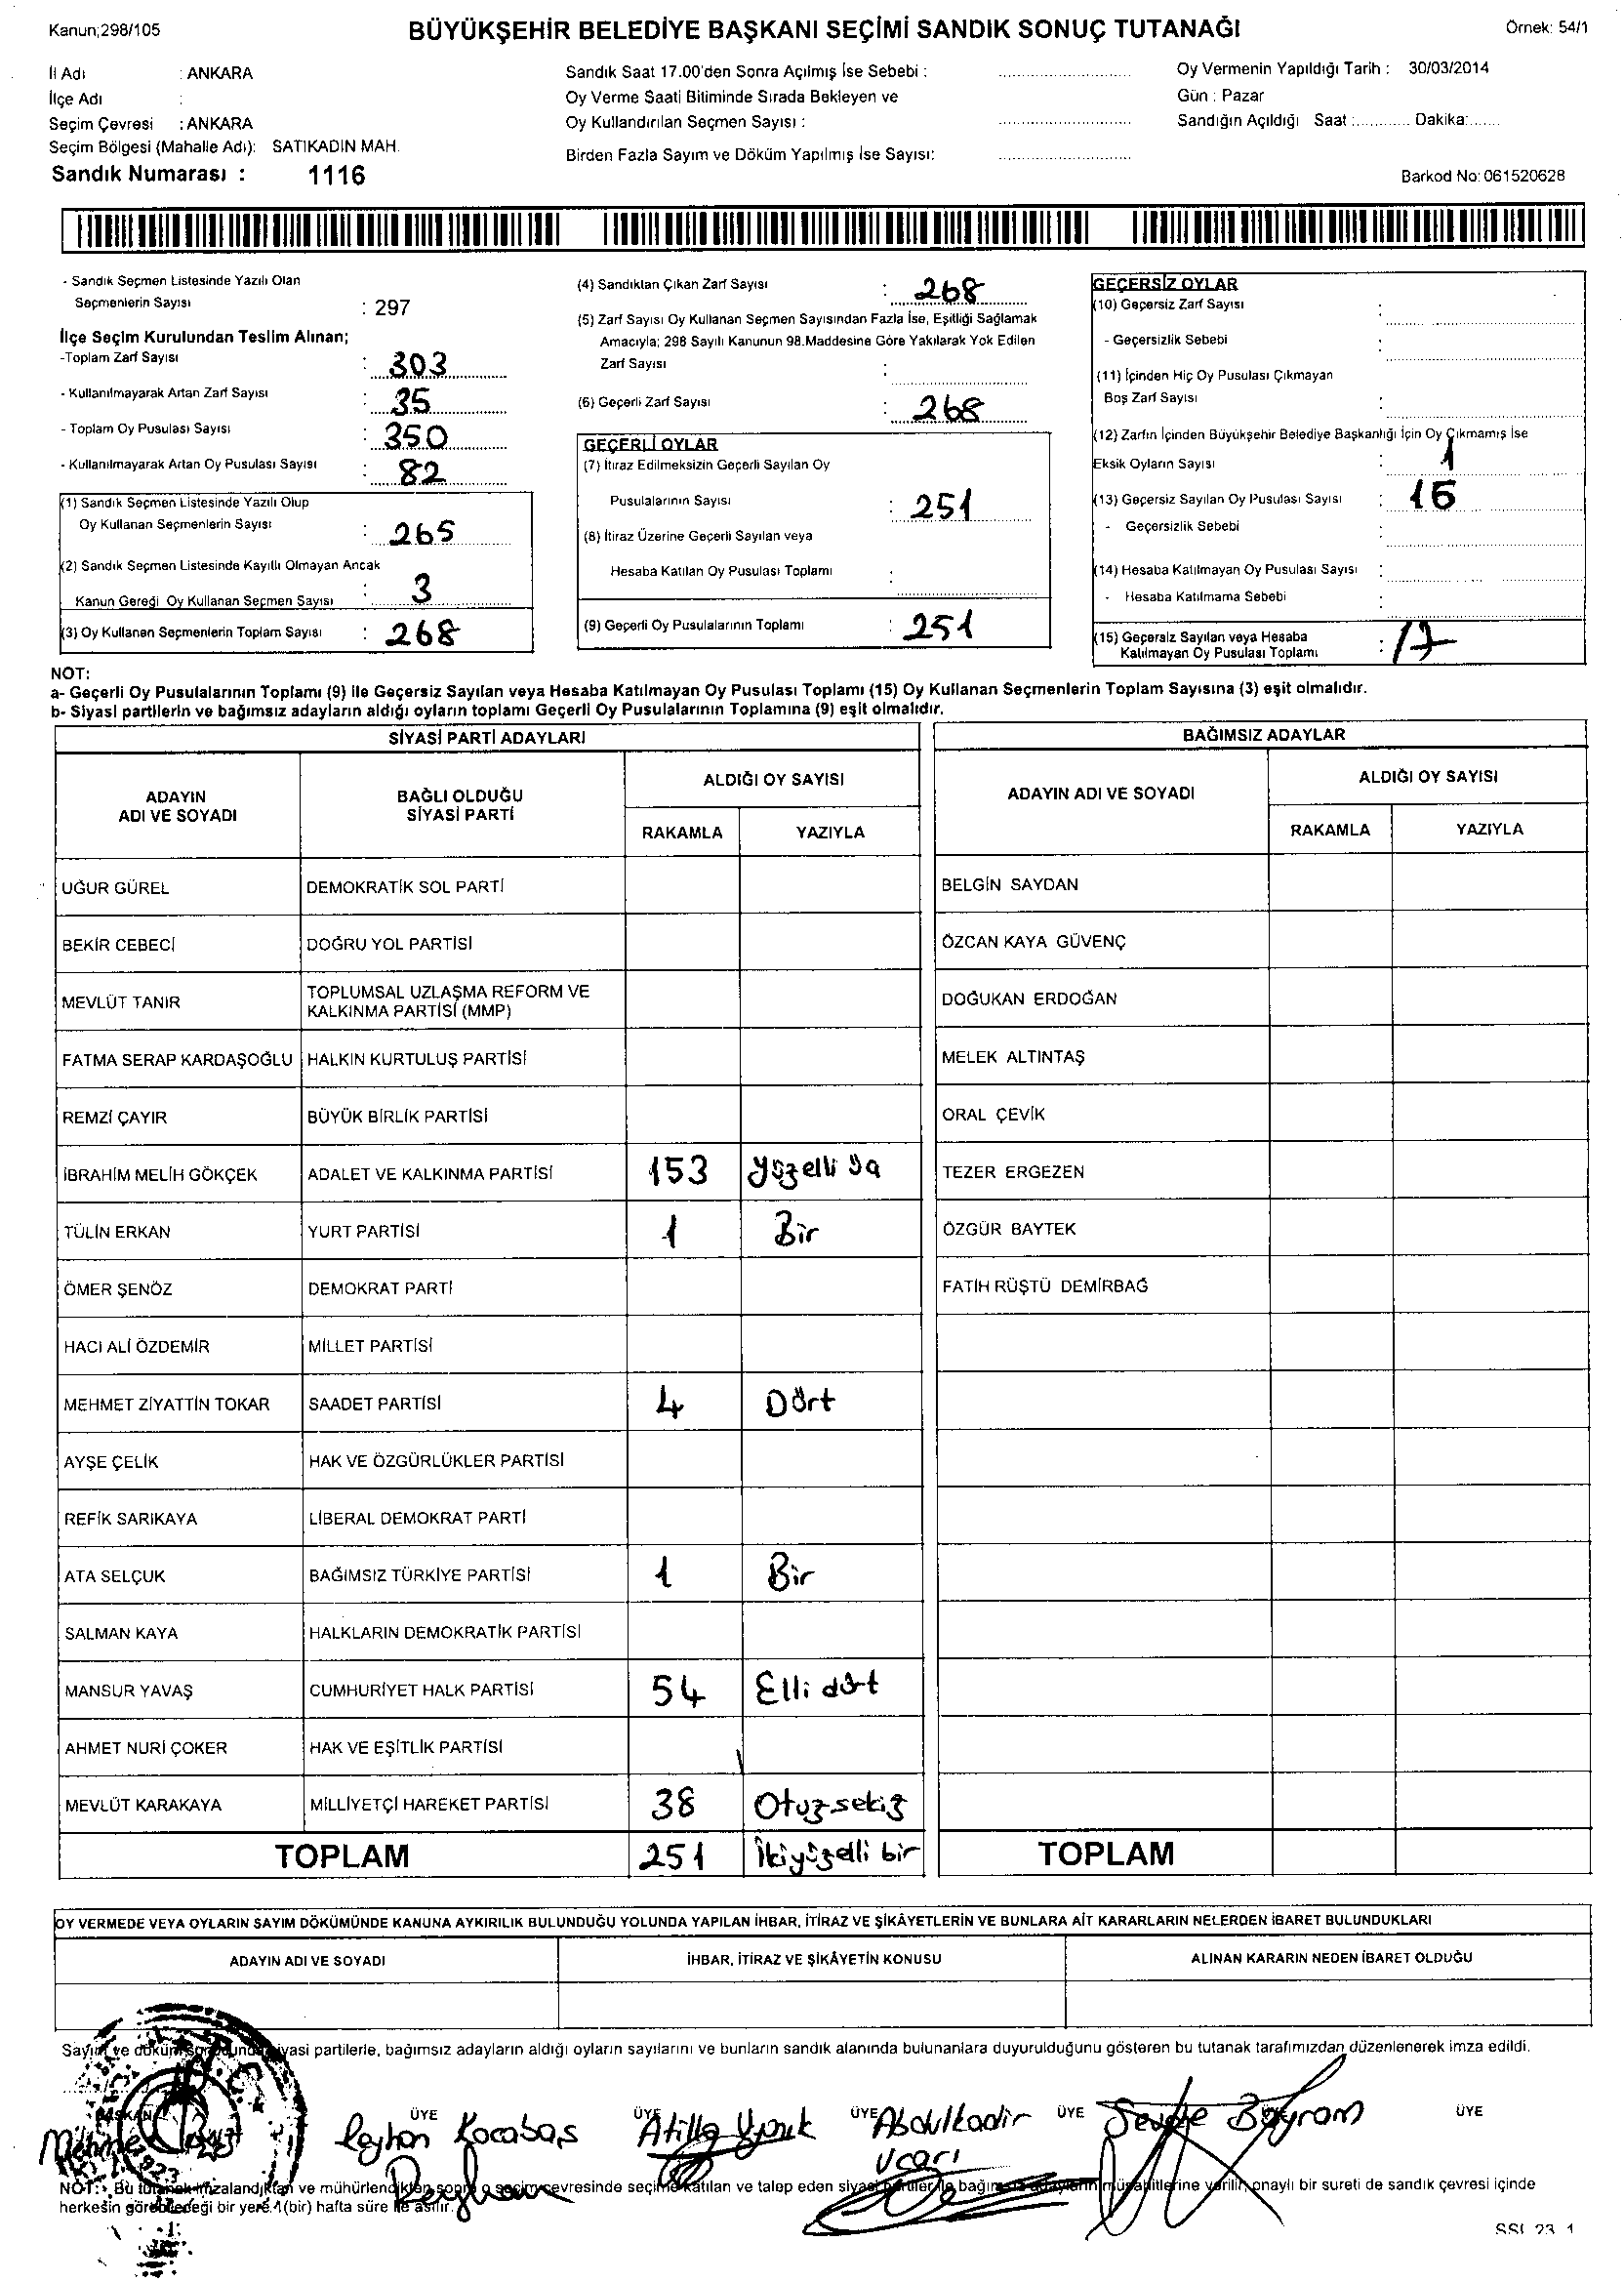 Kanun;298/105
BÜYÜKŞEHİR BELEDİYE BAŞKANI SEÇİMİ SANDIK SONUÇ TUTANAĞI
Örnek: 54/1
İl Adı : ANKARA
İlçe Adı :
Seçim Çevresi : ANKARA
Seçim Bölgesi (Mahalle Adı): SATIKADIN MAH.
Sandık Numarası : 1116
Sandık Saat 17.00'den Sonra Açılmış İse Sebebi :
Oy Verme Saati Bitiminde Sırada Bekleyen ve
Oy Kullandırılan Seçmen Sayısı :
Birden Fazla Sayım ve Döküm Yapılmış İse Sayısı:
Oy Vermenin Yapıldığı Tarih : 30/03/2014
Gün : Pazar
Sandığın Açıldığı Saat :............ Dakika:......
Barkod No: 061520628
- Sandık Seçmen Listesinde Yazılı Olan
Seçmenlerin Sayısı : 297
İlçe Seçim Kurulundan Teslim Alınan;
-Toplam Zarf Sayısı : 303
- Kullanılmayarak Artan Zarf Sayısı : 35
- Toplam Oy Pusulası Sayısı : 350
- Kullanılmayarak Artan Oy Pusulası Sayısı : 82
(1) Sandık Seçmen Listesinde Yazılı Olup
Oy Kullanan Seçmenlerin Sayısı : 265
(2) Sandık Seçmen Listesinde Kayıtlı Olmayan Ancak
Kanun Gereği Oy Kullanan Seçmen Sayısı : 3
(3) Oy Kullanan Seçmenlerin Toplam Sayısı : 268
(4) Sandıktan Çıkan Zarf Sayısı : 268
(5) Zarf Sayısı Oy Kullanan Seçmen Sayısından Fazla İse, Eşitliği Sağlamak
Amacıyla; 298 Sayılı Kanunun 98.Maddesine Göre Yakılarak Yok Edilen
Zarf Sayısı :
(6) Geçerli Zarf Sayısı : 268
GEÇERLİ OYLAR
(7) İtiraz Edilmeksizin Geçerli Sayılan Oy
Pusulalarının Sayısı : 251
(8) İtiraz Üzerine Geçerli Sayılan veya
Hesaba Katılan Oy Pusulası Toplamı :
(9) Geçerli Oy Pusulalarının Toplamı : 251
GEÇERSİZ OYLAR
(10) Geçersiz Zarf Sayısı :
- Geçersizlik Sebebi :
(11) İçinden Hiç Oy Pusulası Çıkmayan
Boş Zarf Sayısı :
(12) Zarfın İçinden Büyükşehir Belediye Başkanlığı İçin Oy Çıkmamış İse
Eksik Oyların Sayısı : 1
(13) Geçersiz Sayılan Oy Pusulası Sayısı : 16
- Geçersizlik Sebebi :
(14) Hesaba Katılmayan Oy Pusulası Sayısı :
- Hesaba Katılmama Sebebi :
(15) Geçersiz Sayılan veya Hesaba
Katılmayan Oy Pusulası Toplamı : 17
NOT:
a- Geçerli Oy Pusulalarının Toplamı (9) ile Geçersiz Sayılan veya Hesaba Katılmayan Oy Pusulası Toplamı (15) Oy Kullanan Seçmenlerin Toplam Sayısına (3) eşit olmalıdır.
b- Siyasi partilerin ve bağımsız adayların aldığı oyların toplamı Geçerli Oy Pusulalarının Toplamına (9) eşit olmalıdır.
SİYASİ PARTİ ADAYLARI
ADAYIN ADI VE SOYADI
BAĞLI OLDUĞU SİYASİ PARTİ
ALDIĞI OY SAYISI
RAKAMLA YAZIYLA
UĞUR GÜREL DEMOKRATİK SOL PARTİ
BEKİR CEBECİ DOĞRU YOL PARTİSİ
MEVLÜT TANIR TOPLUMSAL UZLAŞMA REFORM VE
KALKINMA PARTİSİ (MMP)
FATMA SERAP KARDAŞOĞLU HALKIN KURTULUŞ PARTİSİ
REMZİ ÇAYIR BÜYÜK BİRLİK PARTİSİ
İBRAHİM MELİH GÖKÇEK ADALET VE KALKINMA PARTİSİ 153 Yüzelli
TÜLİN ERKAN YURT PARTİSİ 1 Bir
ÖMER ŞENÖZ DEMOKRAT PARTİ
HACI ALİ ÖZDEMİR MİLLET PARTİSİ
MEHMET ZİYATTİN TOKAR SAADET PARTİSİ 4 Dört
AYŞE ÇELİK HAK VE ÖZGÜRLÜKLER PARTİSİ
REFİK SARIKAYA LİBERAL DEMOKRAT PARTİ
ATA SELÇUK BAĞIMSIZ TÜRKİYE PARTİSİ 1 Bir
SALMAN KAYA HALKLARIN DEMOKRATİK PARTİSİ
MANSUR YAVAŞ CUMHURİYET HALK PARTİSİ 54 Elli dört
AHMET NURİ ÇOKER HAK VE EŞİTLİK PARTİSİ
MEVLÜT KARAKAYA MİLLİYETÇİ HAREKET PARTİSİ 38 Otuzsekiz
TOPLAM 251 İkiyüzelli bir
BAĞIMSIZ ADAYLAR
ADAYIN ADI VE SOYADI
ALDIĞI OY SAYISI
RAKAMLA YAZIYLA
BELGİN SAYDAN
ÖZCAN KAYA GÜVENÇ
DOĞUKAN ERDOĞAN
MELEK ALTINTAŞ
ORAL ÇEVİK
TEZER ERGEZEN
ÖZGÜR BAYTEK
FATİH RÜŞTÜ DEMİRBAĞ
TOPLAM
OY VERMEDE VEYA OYLARIN SAYIM DÖKÜMÜNDE KANUNA AYKIRILIK BULUNDUĞU YOLUNDA YAPILAN İHBAR, İTİRAZ VE ŞİKÂYETLERİN VE BUNLARA AİT KARARLARIN NELERDEN İBARET BULUNDUKLARI
ADAYIN ADI VE SOYADI
İHBAR, İTİRAZ VE ŞİKÂYETİN KONUSU
ALINAN KARARIN NEDEN İBARET OLDUĞU
Sayım ve döküm sonucunda siyasi partilerle, bağımsız adayların aldığı oyların sayılarını ve bunların sandık alanında bulunanlara duyurulduğunu gösteren bu tutanak tarafımızdan düzenlenerek imza edildi.
BAŞKAN ÜYE ÜYE ÜYE ÜYE ÜYE
Reyhan Kocabaş Atilla Abdulkadir Bayram
Uçarı
Reyhan
NOT: Bu tutanak imzalandıktan ve mühürlendikten sonra o seçim çevresinde seçime katılan ve talep eden siyasi partiler ile bağımsız adayların müşahitlerine verilir, onaylı bir sureti de sandık çevresi içinde
herkesin görebileceği bir yere 1(bir) hafta süre ile asılır.